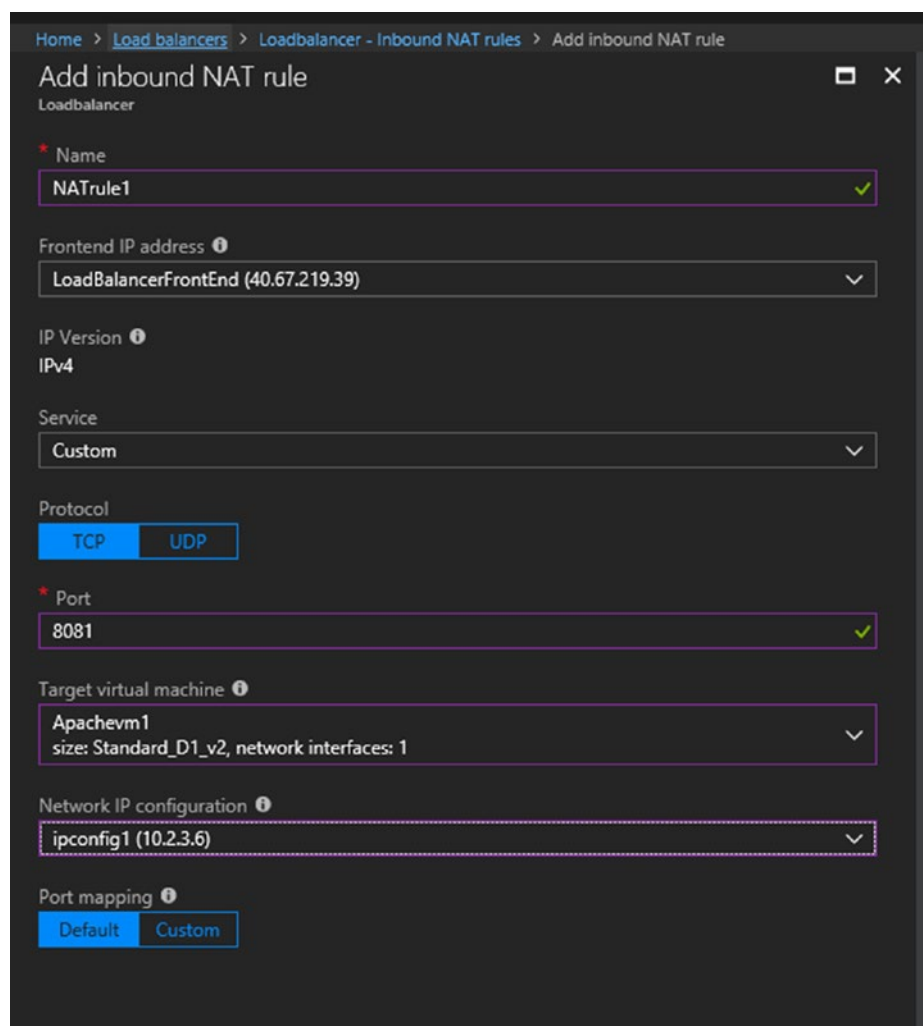 Home > Load balancers > Loadbalancer - Inbound NAT rules > Add inbound NAT rule
Add inbound NAT rule
Loadbalancer
* Name
NATrule1
Frontend IP address
LoadBalancerFrontEnd (40.67.219.39)
IP Version
IPv4
Service
Custom
Protocol
TCP UDP
* Port
8081
Target virtual machine
Apachevm1
size: Standard_D1_v2, network interfaces: 1
Network IP configuration
ipconfig1 (10.2.3.6)
Port mapping
Default Custom